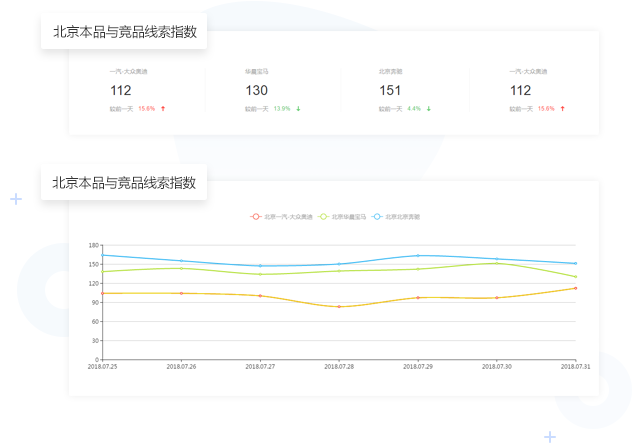 北京本品与竞品线索指数
一汽-大众奥迪 华星宝马 北京奔驰 一汽-大众奥迪
112 130 151 112
较前一天 15.6% 较前一天 13.9% 较前一天 4.4% 较前一天 15.6%
北京本品与竞品线索指数
北京一汽-大众奥迪 北京华星宝马 北京北京奔驰
180
150
120
90
60
30
0
2018.07.25 2018.07.26 2018.07.27 2018.07.28 2018.07.29 2018.07.30 2018.07.31